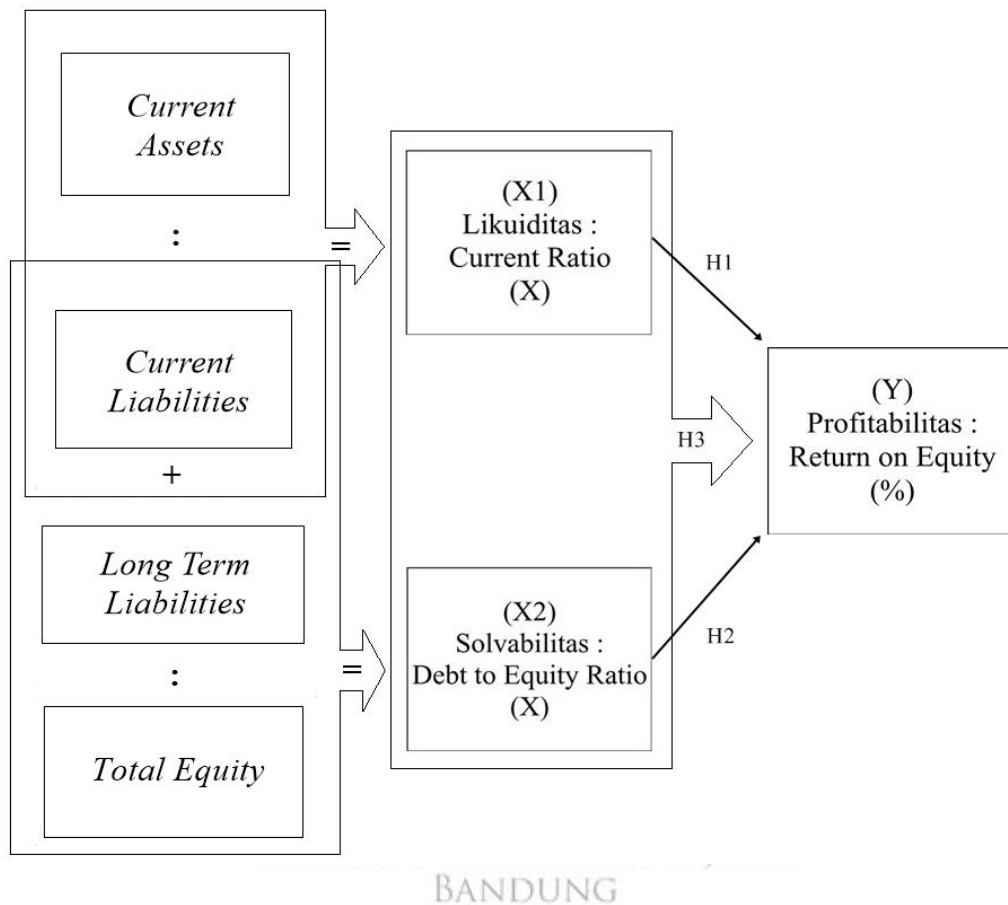 Current
Assets
:
=
Current
Liabilities
+
Long Term
Liabilities
:
=
Total Equity
(X1)
Likuiditas :
Current Ratio
(X)
(X2)
Solvabilitas :
Debt to Equity Ratio
(X)
H1
H3
H2
(Y)
Profitabilitas :
Return on Equity
(%)
BANDUNG